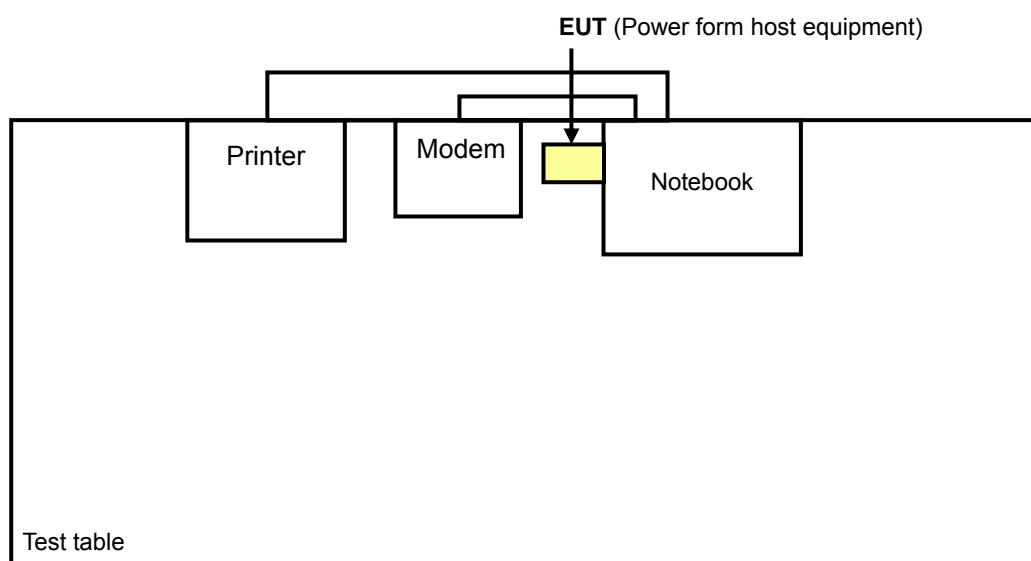 EUT (Power form host equipment)
Printer
Modem
Notebook
Test table